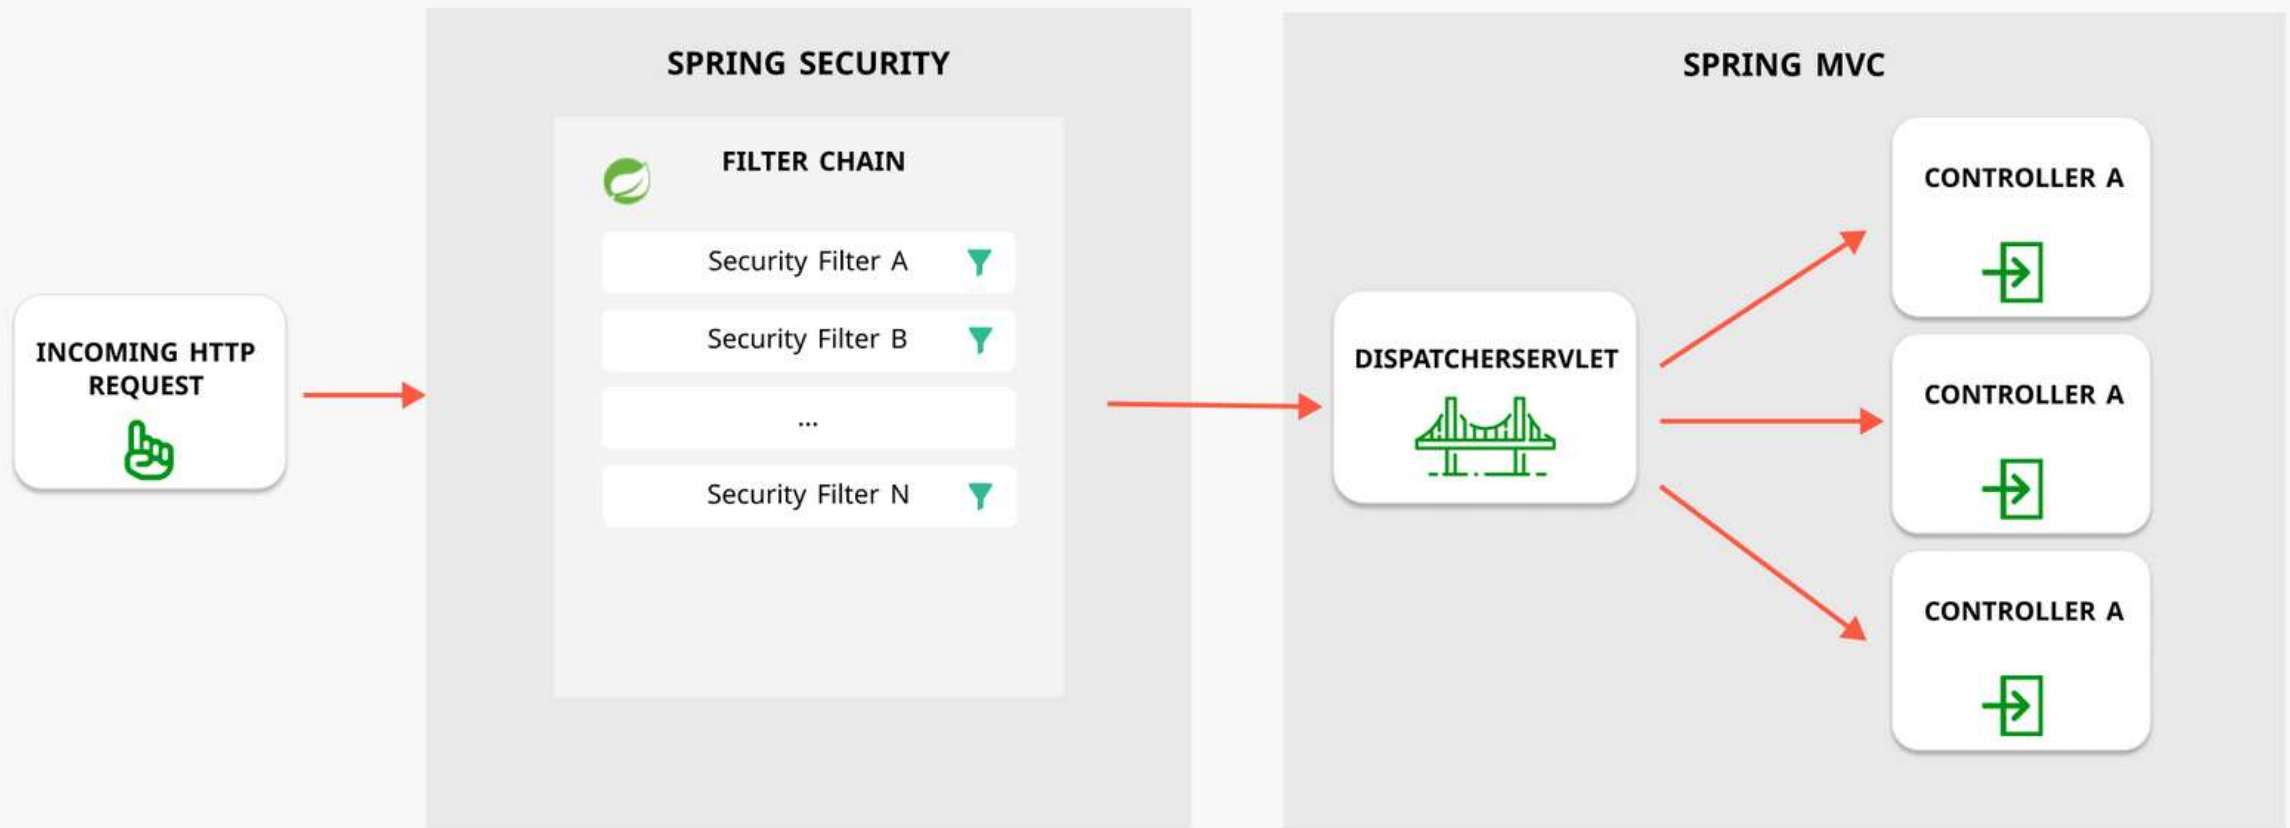 SPRING SECURITY
SPRING MVC
FILTER CHAIN
Security Filter A
Security Filter B
...
Security Filter N
INCOMING HTTP
REQUEST
DISPATCHERSERVLET
CONTROLLER A
CONTROLLER A
CONTROLLER A